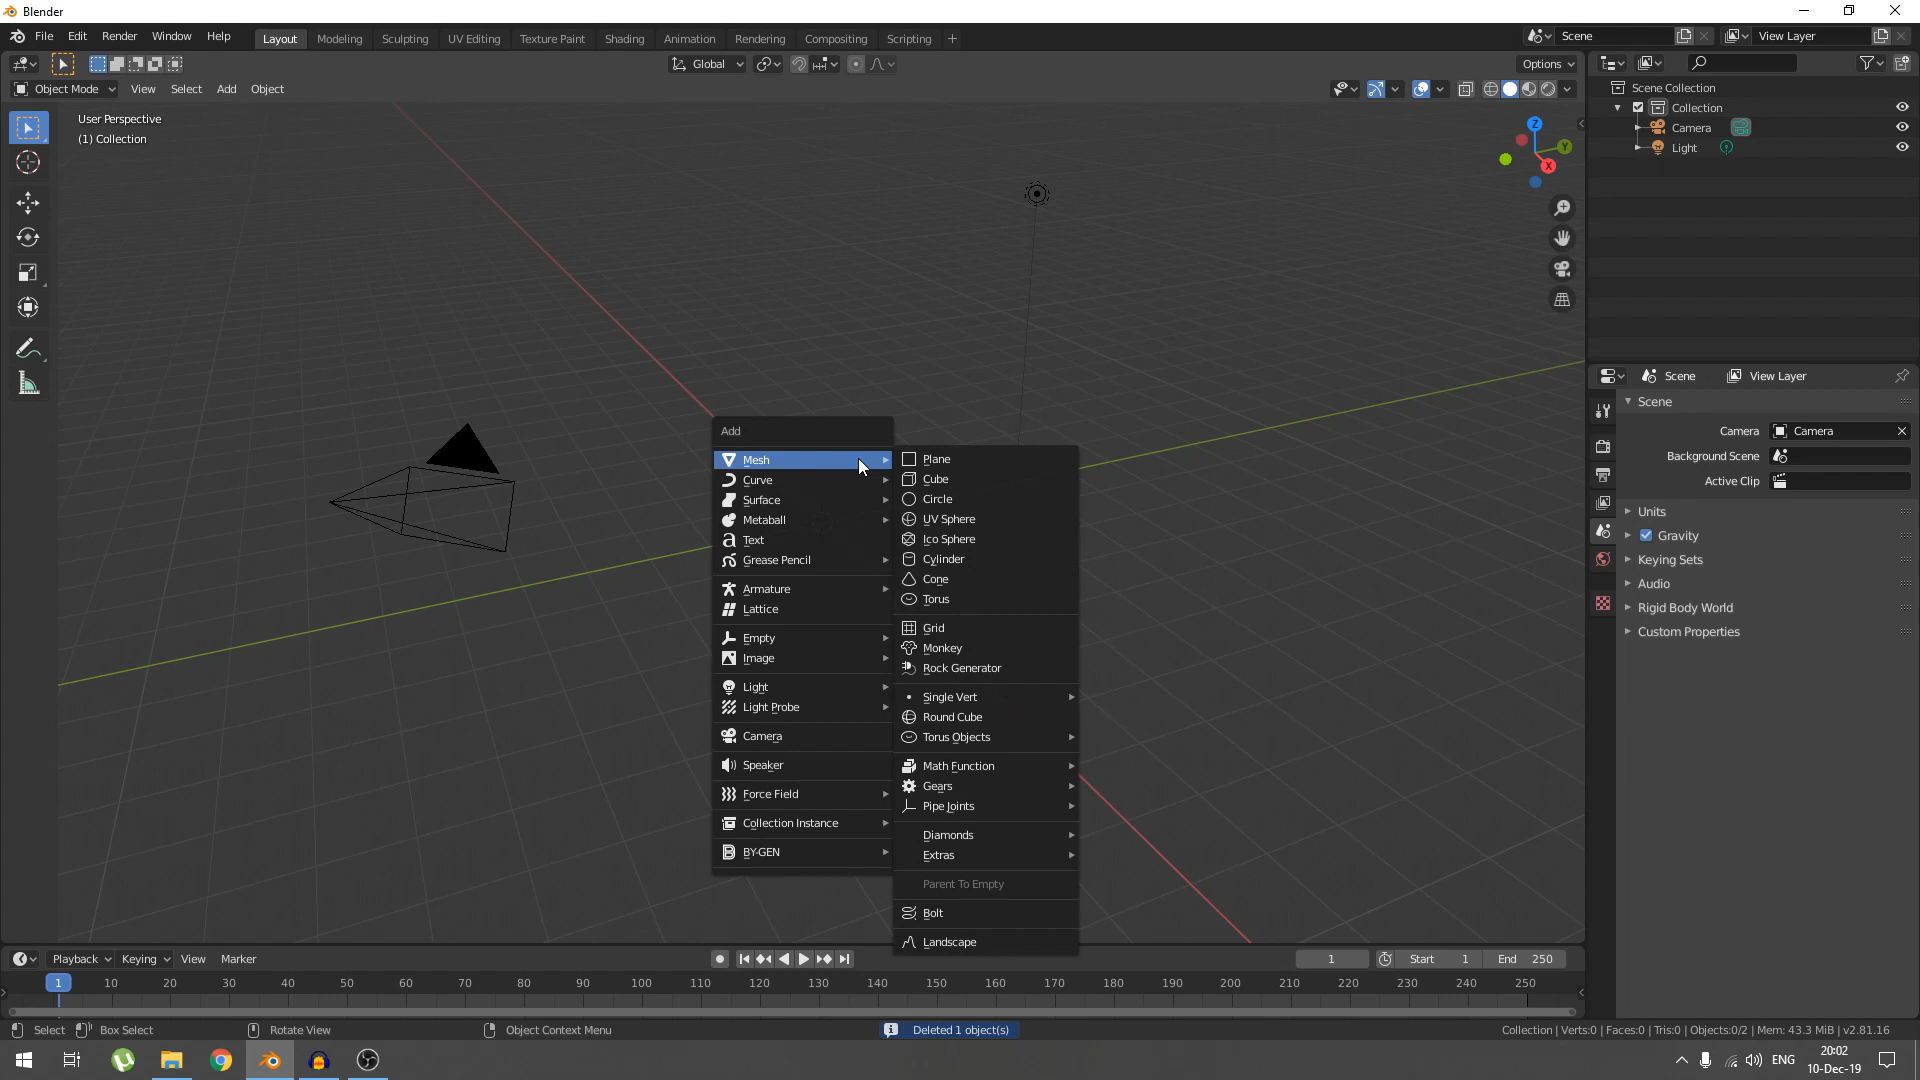 Blender
File Edit Render Window Help
Layout Modeling Sculpting UV Editing Texture Paint Shading Animation Rendering Compositing Scripting +
Scene
View Layer
Global
Options
Object Mode View Select Add Object
User Perspective
(1) Collection
Z
Y
X
Scene Collection
Collection
Camera
Light
Scene View Layer
Scene
Camera Camera
Background Scene
Active Clip
Units
Gravity
Keying Sets
Audio
Rigid Body World
Custom Properties
Add
Mesh
Curve
Surface
Metaball
Text
Grease Pencil
Armature
Lattice
Empty
Image
Light
Light Probe
Camera
Speaker
Force Field
Collection Instance
BY-GEN
Plane
Cube
Circle
UV Sphere
Ico Sphere
Cylinder
Cone
Torus
Grid
Monkey
Rock Generator
Single Vert
Round Cube
Torus Objects
Math Function
Gears
Pipe Joints
Diamonds
Extras
Parent To Empty
Bolt
Landscape
Playback Keying View Marker
1 Start 1 End 250
1 10 20 30 40 50 60 70 80 90 100 110 120 130 140 150 160 170 180 190 200 210 220 230 240 250
Select Box Select Rotate View Object Context Menu
Deleted 1 object(s)
Collection | Verts:0 | Faces:0 | Tris:0 | Objects:0/2 | Mem: 43.3 MiB | v2.81.16
ENG
20:02
10-Dec-19